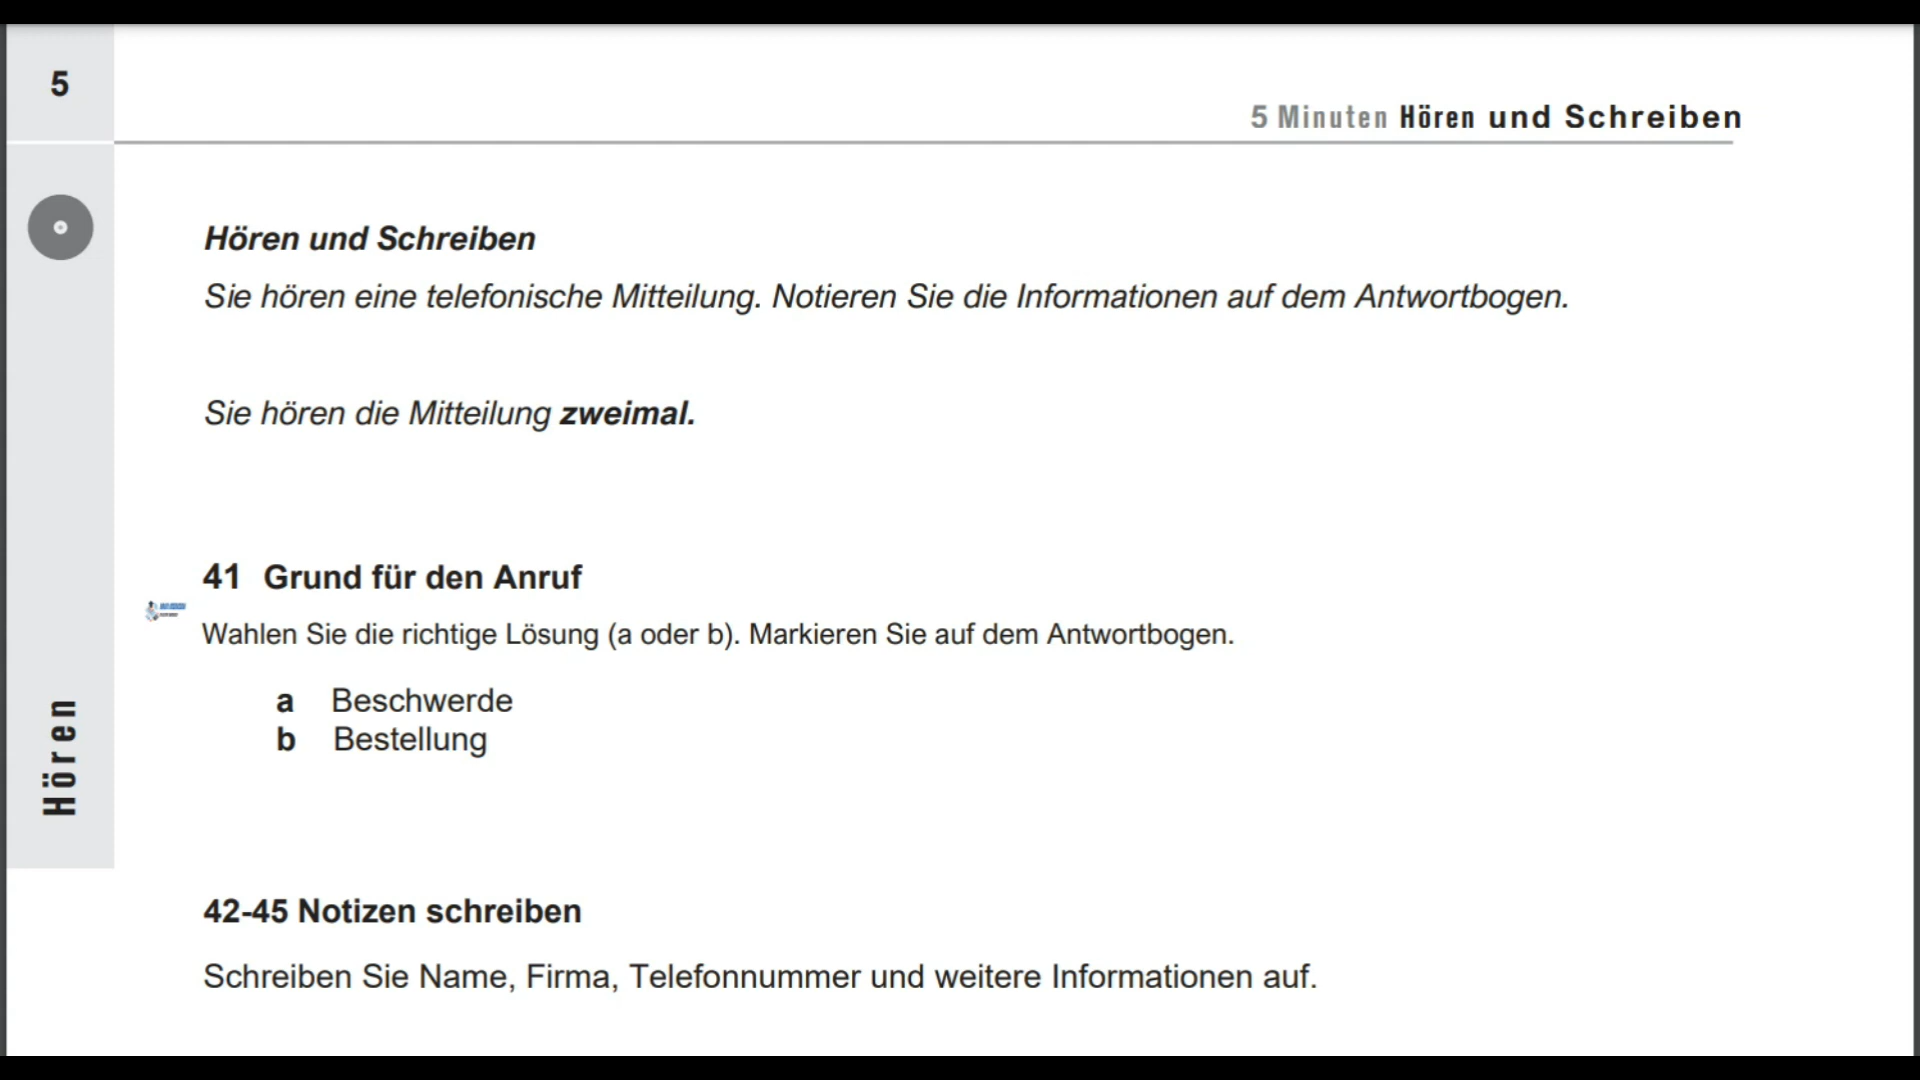 5
5 Minuten Hören und Schreiben
Hören und Schreiben
Sie hören eine telefonische Mitteilung. Notieren Sie die Informationen auf dem Antwortbogen.
Sie hören die Mitteilung zweimal.
41 Grund für den Anruf
Wahlen Sie die richtige Lösung (a oder b). Markieren Sie auf dem Antwortbogen.
a Beschwerde
b Bestellung
Hören
42-45 Notizen schreiben
Schreiben Sie Name, Firma, Telefonnummer und weitere Informationen auf.